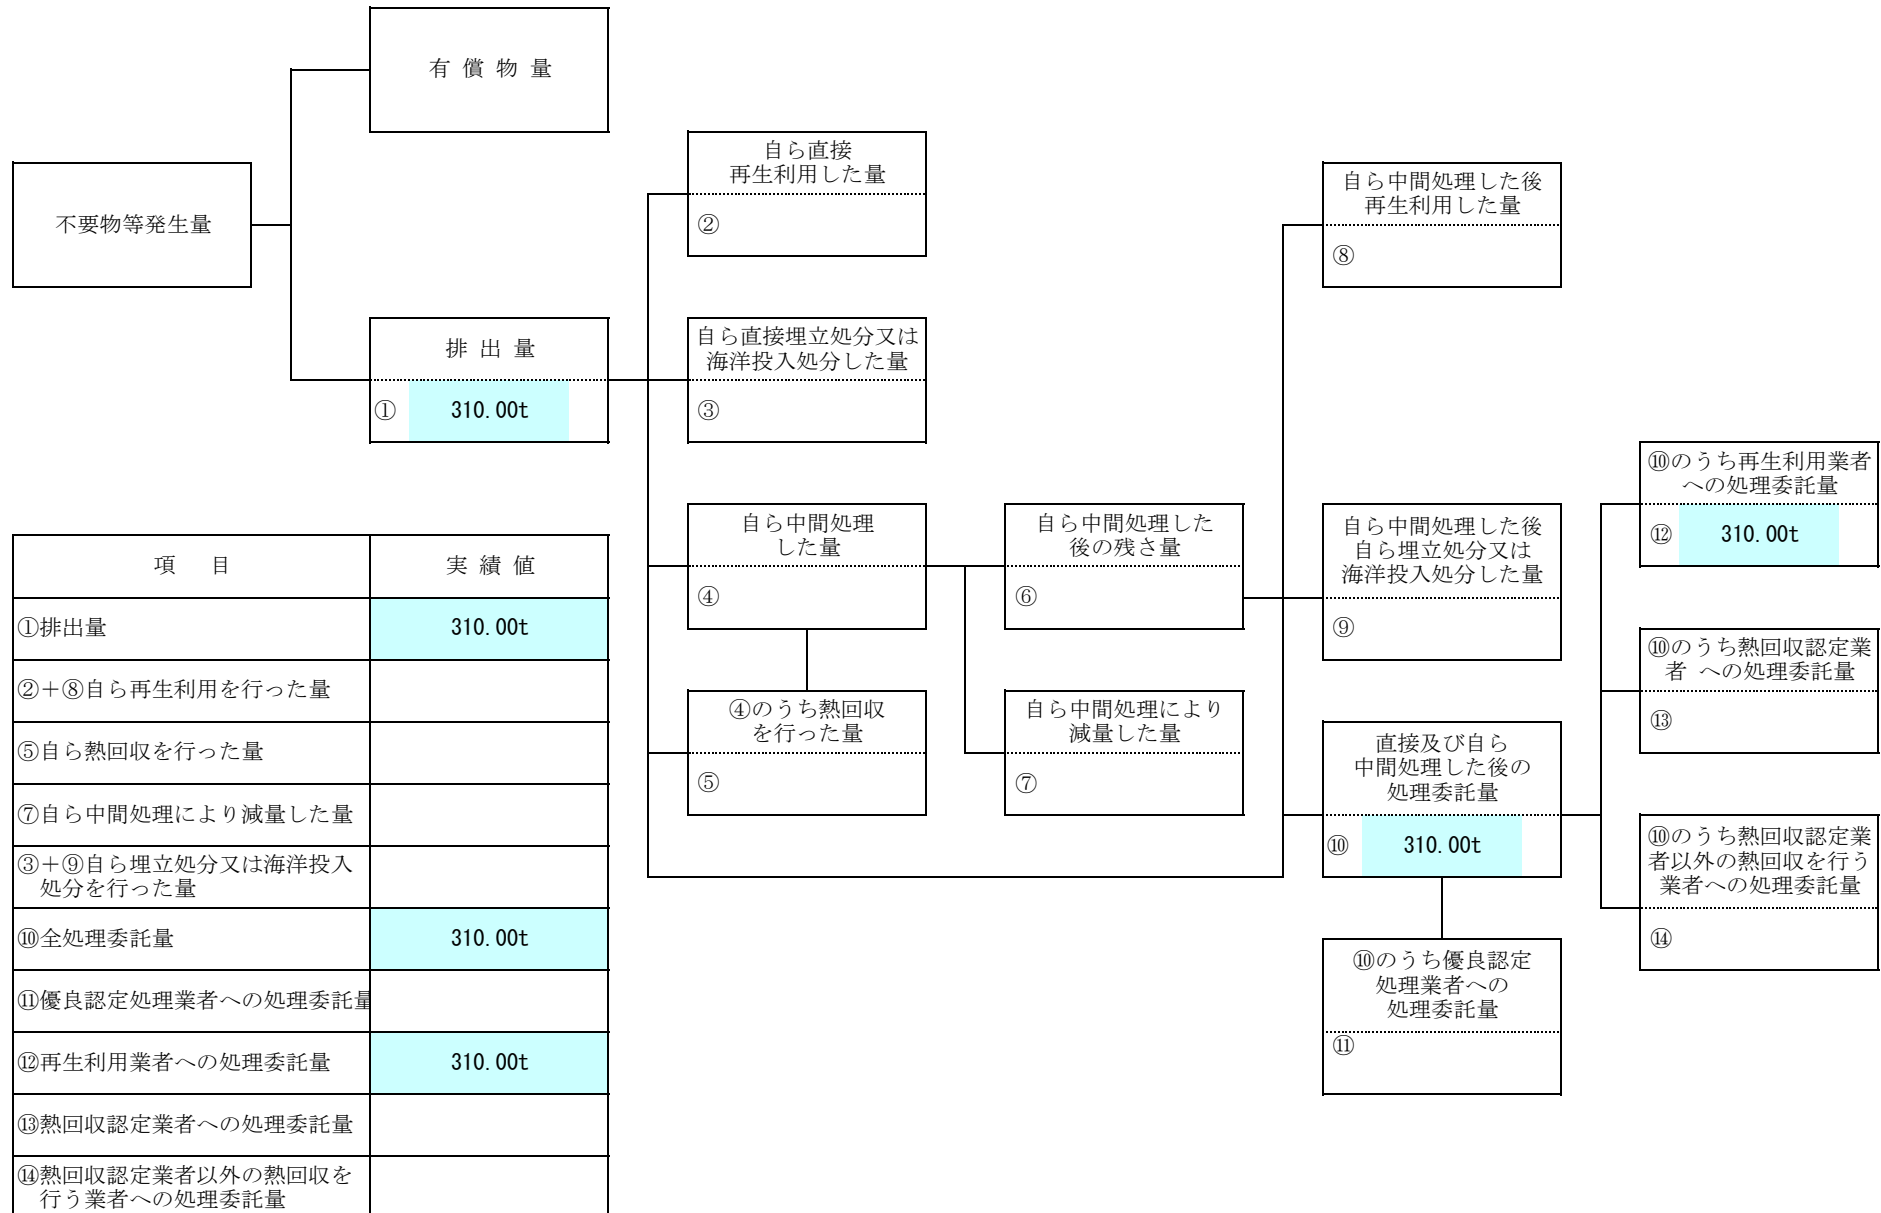 有償物量
不要物等発生量
排出量
① 310.00t
自ら直接
再生利用した量
②
自ら直接埋立処分又は
海洋投入処分した量
③
自ら中間処理
した量
④
④のうち熱回収
を行った量
⑤
自ら中間処理した
後の残さ量
⑥
自ら中間処理により
減量した量
⑦
自ら中間処理した後
再生利用した量
⑧
自ら中間処理した後
自ら埋立処分又は
海洋投入処分した量
⑨
直接及び自ら
中間処理した後の
処理委託量
⑩ 310.00t
⑩のうち優良認定
処理業者への
処理委託量
⑪
⑩のうち再生利用業者
への処理委託量
⑫ 310.00t
⑩のうち熱回収認定業
者 への処理委託量
⑬
⑩のうち熱回収認定業
者以外の熱回収を行う
業者への処理委託量
⑭
項 目 実績値
①排出量 310.00t
②＋⑧自ら再生利用を行った量
⑤自ら熱回収を行った量
⑦自ら中間処理により減量した量
③＋⑨自ら埋立処分又は海洋投入
処分を行った量
⑩全処理委託量 310.00t
⑪優良認定処理業者への処理委託量
⑫再生利用業者への処理委託量 310.00t
⑬熱回収認定業者への処理委託量
⑭熱回収認定業者以外の熱回収を
行う業者への処理委託量